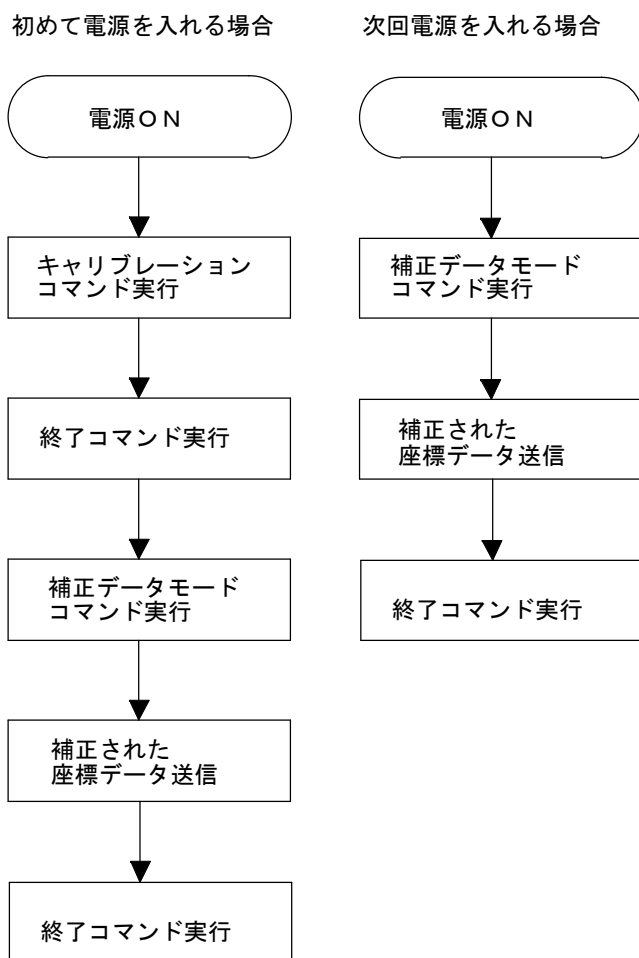 初めて電源を入れる場合
電源ＯＮ
キャリブレーション
コマンド実行
終了コマンド実行
補正データモード
コマンド実行
補正された
座標データ送信
終了コマンド実行
次回電源を入れる場合
電源ＯＮ
補正データモード
コマンド実行
補正された
座標データ送信
終了コマンド実行